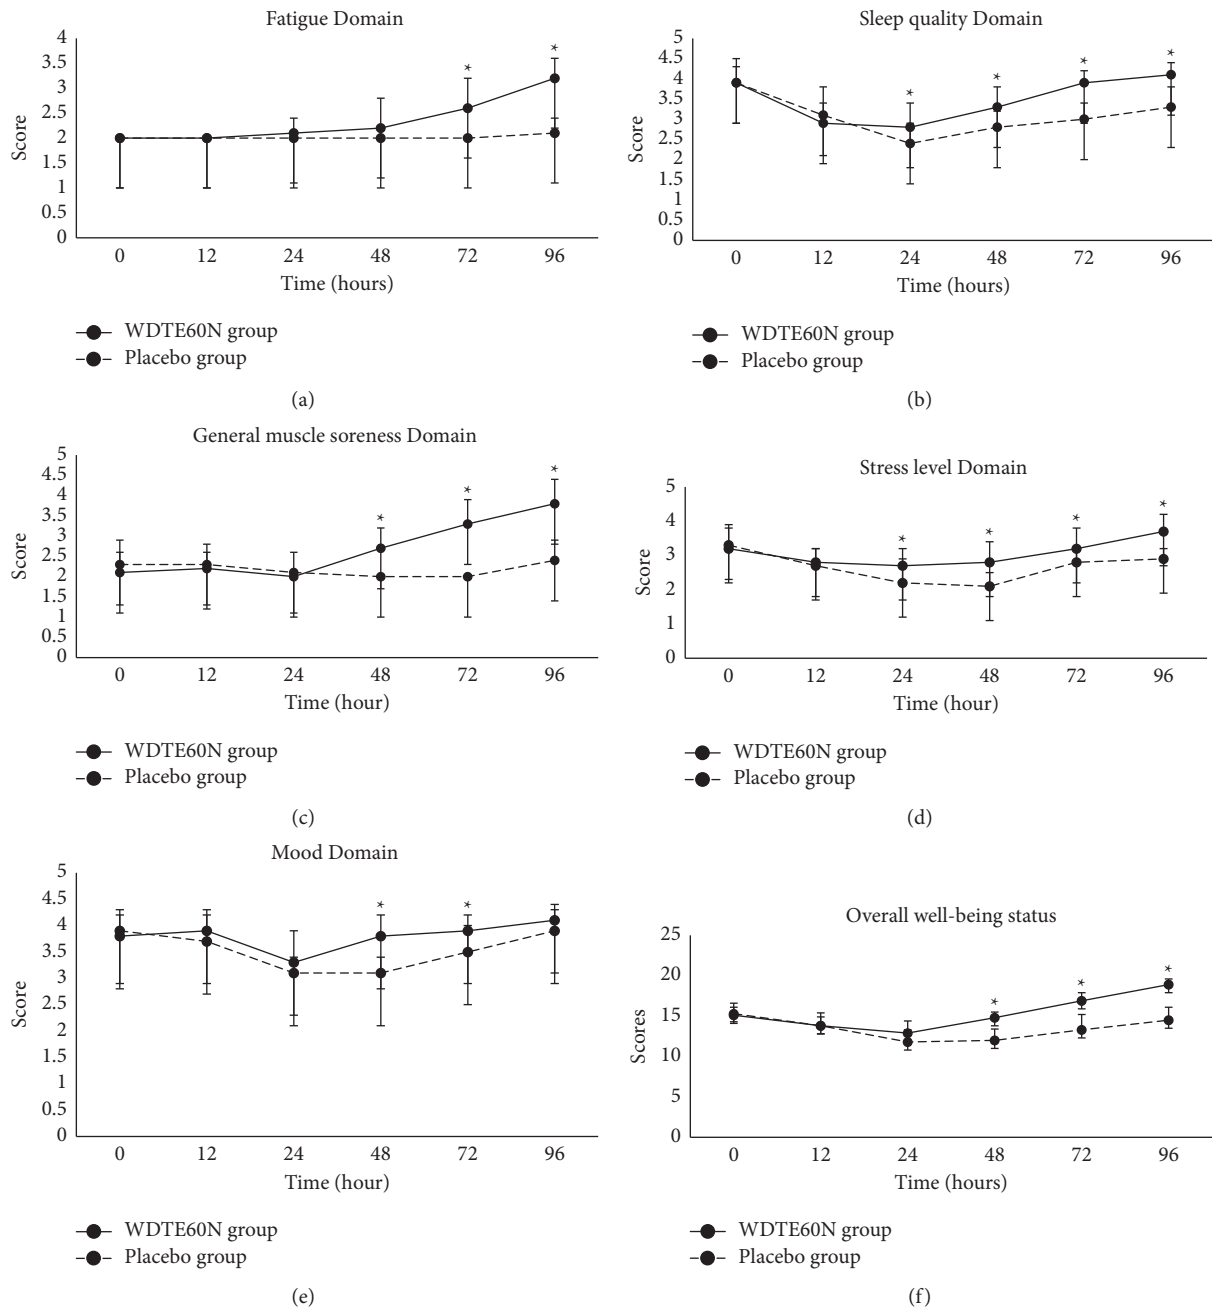 Fatigue Domain
4
3.5
3
2.5
2
1.5
1
0.5
0
Score
* *
0 12 24 48 72 96
Time (hours)
WDTE60N group
Placebo group
(a)
Sleep quality Domain
5
4.5
4
3.5
3
2.5
2
1.5
1
0.5
0
Score
* * * *
0 12 24 48 72 96
Time (hours)
WDTE60N group
Placebo group
(b)
General muscle soreness Domain
5
4.5
4
3.5
3
2.5
2
1.5
1
0.5
0
Score
* * *
0 12 24 48 72 96
Time (hour)
WDTE60N group
Placebo group
(c)
Stress level Domain
5
4
3
2
1
0
Score
* * * *
0 12 24 48 72 96
Time (hour)
WDTE60N group
Placebo group
(d)
Mood Domain
5
4.5
4
3.5
3
2.5
2
1.5
1
0.5
0
Score
* *
0 12 24 48 72 96
Time (hour)
WDTE60N group
Placebo group
(e)
Overall well-being status
25
20
15
10
5
0
Scores
* * *
0 12 24 48 72 96
Time (hours)
WDTE60N group
Placebo group
(f)